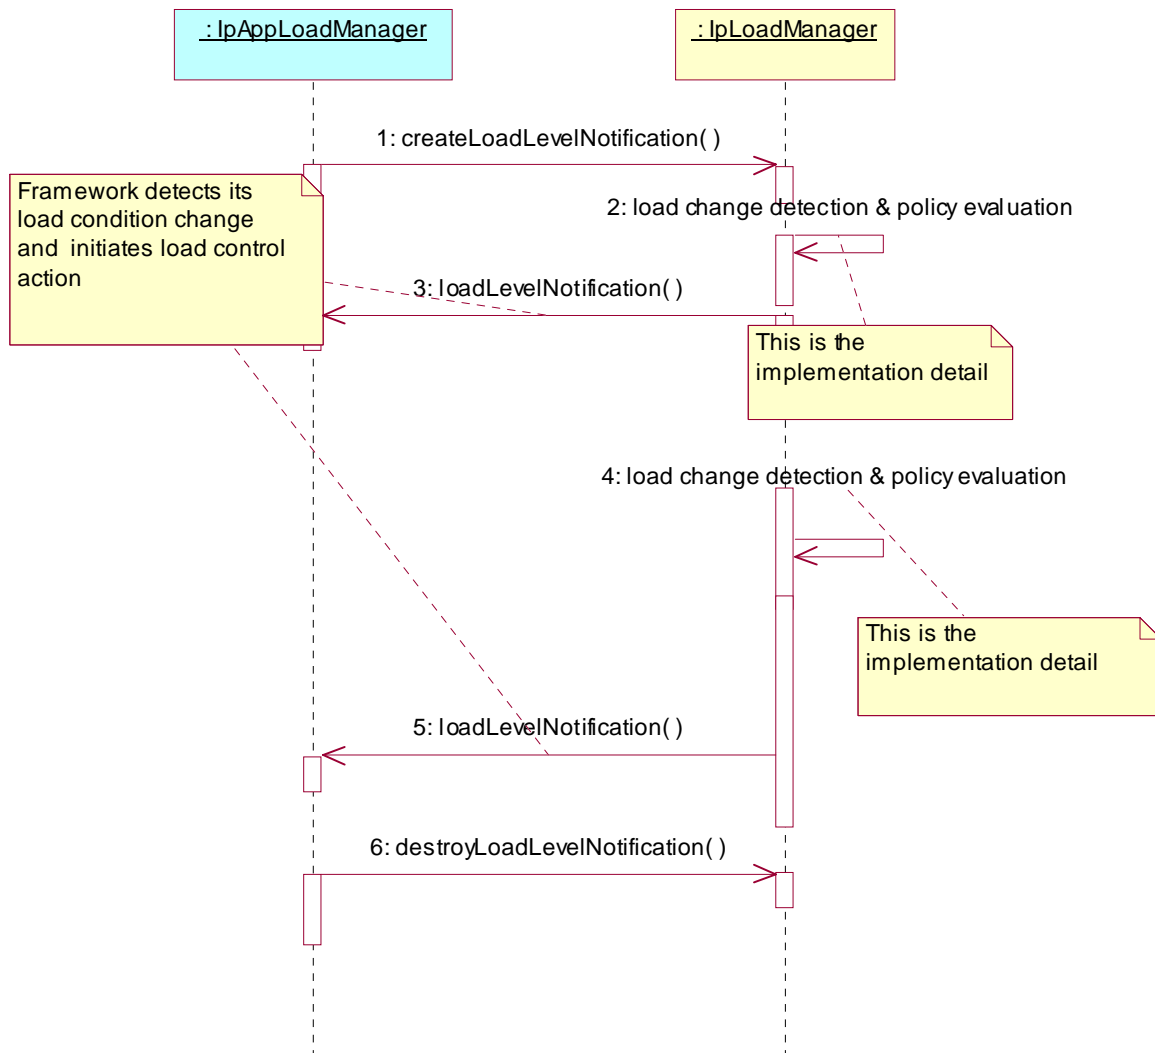 : IpAppLoadManager
: IpLoadManager
1: createLoadLevelNotification( )
Framework detects its
load condition change
and initiates load control
action
2: load change detection & policy evaluation
3: loadLevelNotification( )
This is the
implementation detail
4: load change detection & policy evaluation
This is the
implementation detail
5: loadLevelNotification( )
6: destroyLoadLevelNotification( )